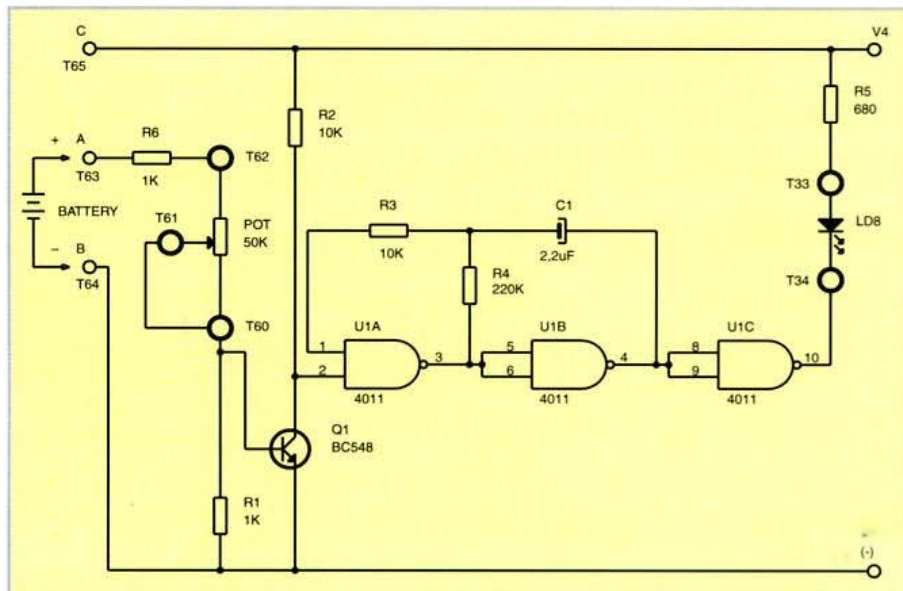 C
V4
T65
R5
680
R2
10K
+ A
R6
T62
T63
1K
T33
BATTERY
T61
POT
50K
R3
10K
C1
2,2uF
LD8
- B
T64
R4
220K
T34
T60
U1A
U1B
U1C
1
2
3
5
6
4
8
9
10
4011
4011
4011
Q1
BC548
R1
1K
(-)